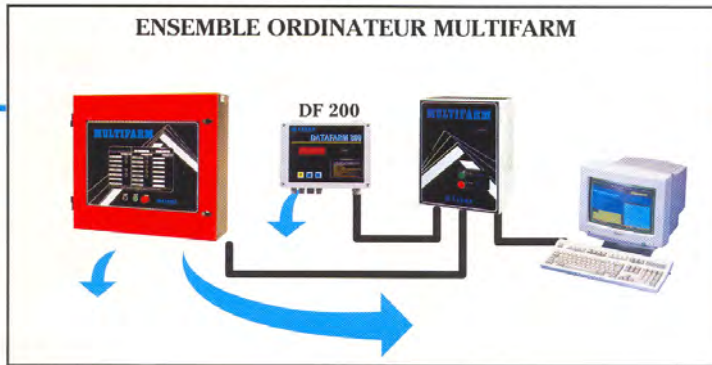 ENSEMBLE ORDINATEUR MULTIFARM
DF 200
MULTIFARM
DATAFARM 200
MULTIFARM